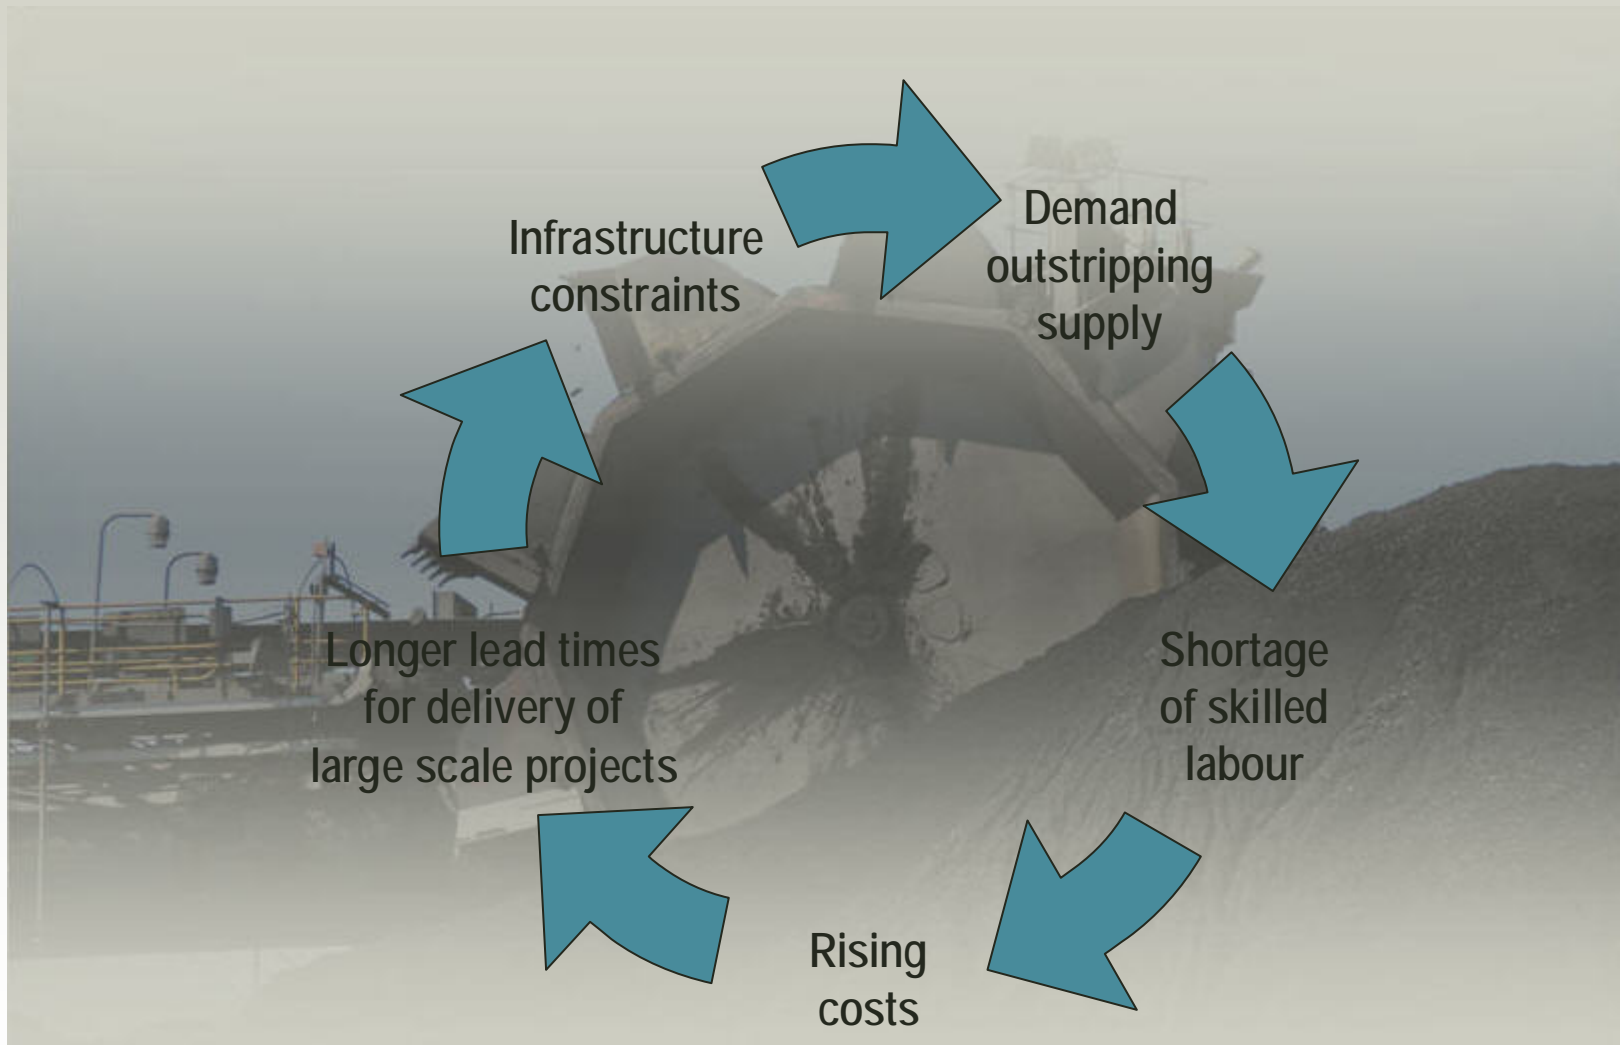 Infrastructure
constraints
Demand
outstripping
supply
Shortage
of skilled
labour
Rising
costs
Longer lead times
for delivery of
large scale projects